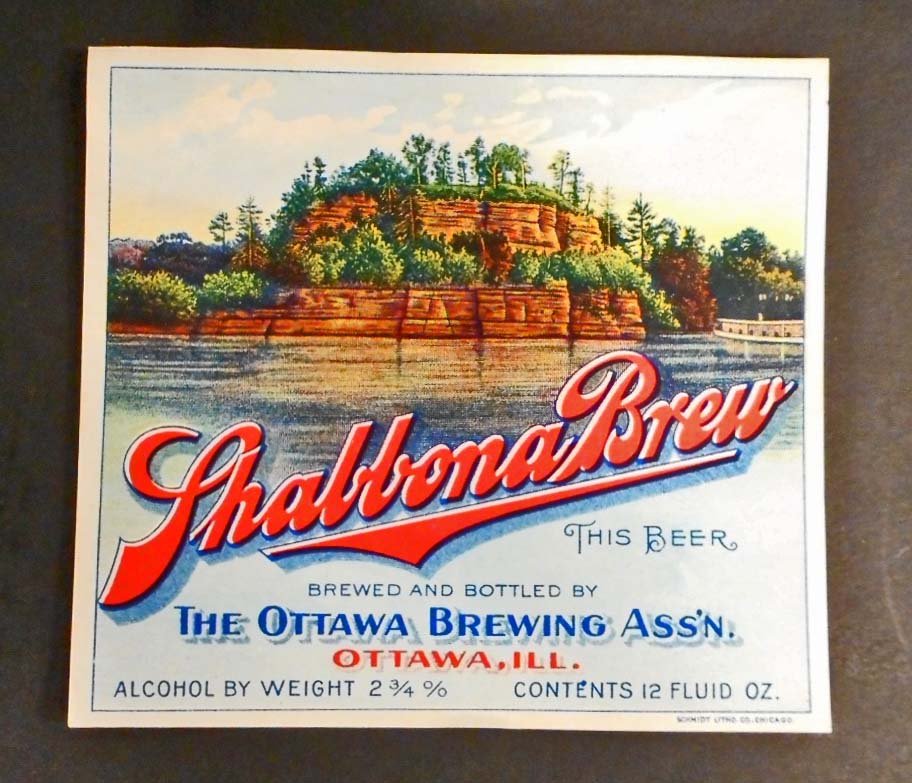 Shabbona Brew
THIS BEER
BREWED AND BOTTLED BY
THE OTTAWA BREWING ASS'N.
OTTAWA, ILL.
ALCOHOL BY WEIGHT 2 ¾ % CONTENTS 12 FLUID OZ.
SCHMIDT LITHO. CO. CHICAGO.